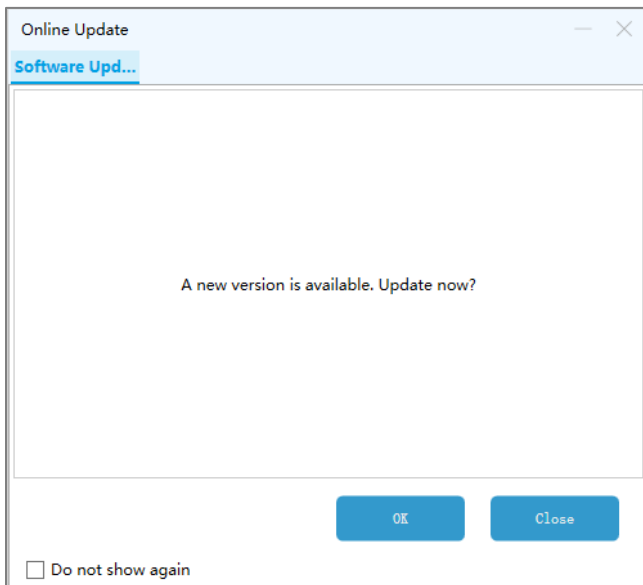 Online Update
Software Upd...
A new version is available. Update now?
OK
Close
Do not show again